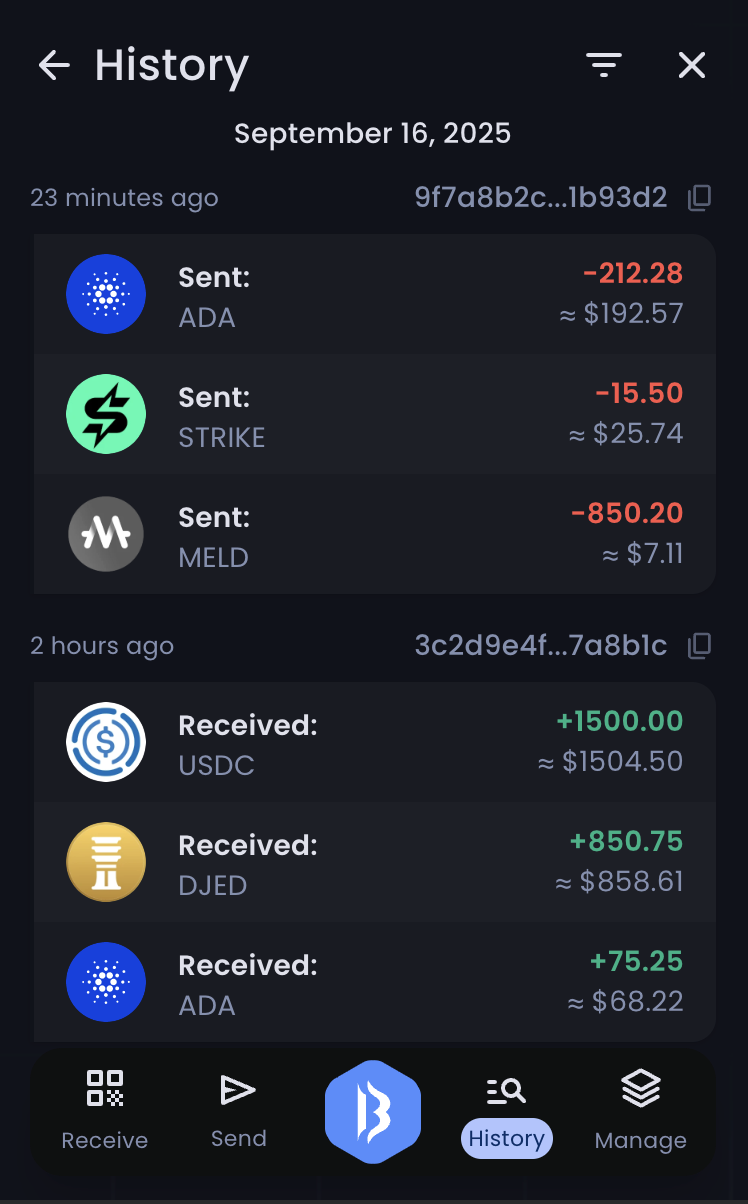 History
September 16, 2025
23 minutes ago 9f7a8b2c...1b93d2
Sent: -212.28
ADA ≈ $192.57
Sent: -15.50
STRIKE ≈ $25.74
Sent: -850.20
MELD ≈ $7.11
2 hours ago 3c2d9e4f...7a8b1c
Received: +1500.00
USDC ≈ $1504.50
Received: +850.75
DJED ≈ $858.61
Received: +75.25
ADA ≈ $68.22
Receive Send History Manage